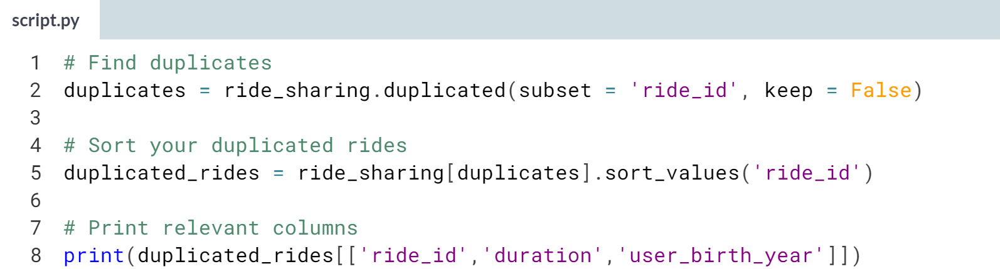 script.py
1 # Find duplicates
2 duplicates = ride_sharing.duplicated(subset = 'ride_id', keep = False)
3
4 # Sort your duplicated rides
5 duplicated_rides = ride_sharing[duplicates].sort_values('ride_id')
6
7 # Print relevant columns
8 print(duplicated_rides[['ride_id','duration','user_birth_year']])